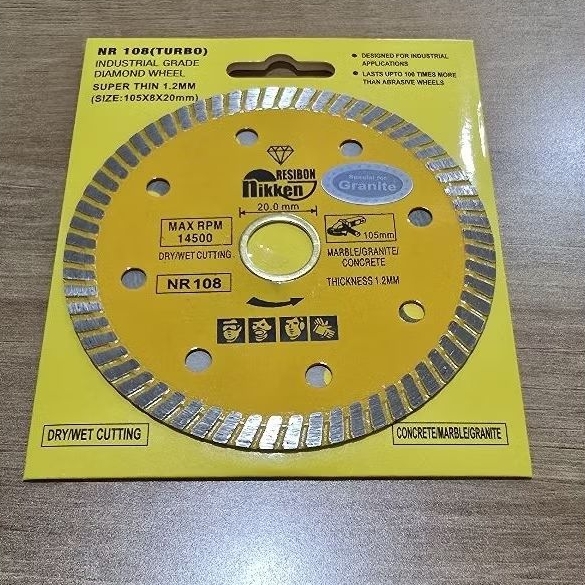 NR 108(TURBO)
INDUSTRIAL GRADE
DIAMOND WHEEL
SUPER THIN 1.2MM
(SIZE:105X8X20mm)
DESIGNED FOR INDUSTRIAL
APPLICATIONS
LASTS UPTO 100 TIMES MORE
THAN ABRASIVE WHEELS
RESIBON
nikken
Special for
Granite
20.0 mm
MAX RPM
14500
105mm
DRY/WET CUTTING
MARBLE/GRANITE/
CONCRETE
NR 108
THICKNESS 1.2MM
DRY/WET CUTTING
CONCRETE/MARBLE/GRANITE